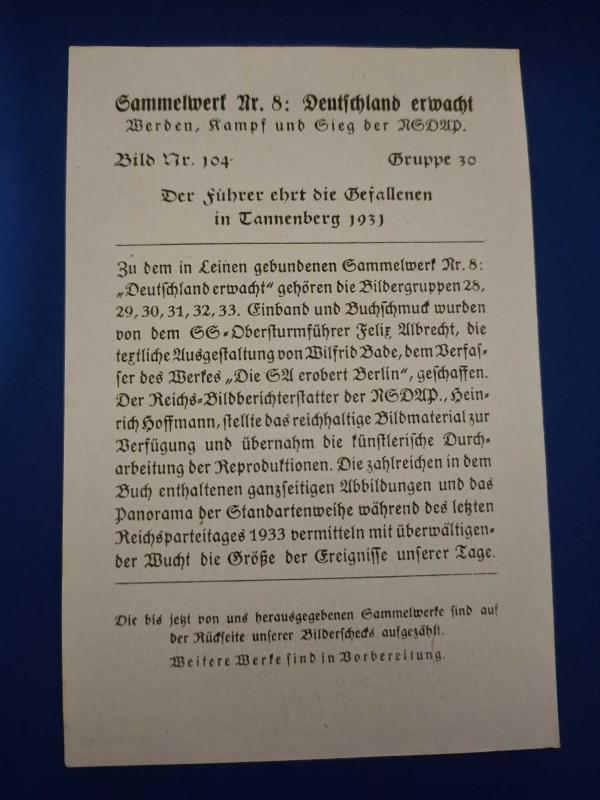 Sammelwerk Nr. 8: Deutschland erwacht
Werden, Kampf und Sieg der NSDAP.
Bild Nr. 104
Gruppe 30
Der Führer ehrt die Gefallenen
in Tannenberg 1931
Zu dem in Leinen gebundenen Sammelwerk Nr. 8:
„Deutschland erwacht“ gehören die Bildergruppen 28,
29, 30, 31, 32, 33. Einband und Buchschmuck wurden
von dem SS-Obersturmführer Felix Albrecht, die
textliche Ausgestaltung von Wilfrid Bade, dem Verfas-
ser des Werkes „Die SA erobert Berlin“, geschaffen.
Der Reichs-Bildberichterstatter der NSDAP., Hein-
rich Hoffmann, stellte das reichhaltige Bildmaterial zur
Verfügung und übernahm die künstlerische Durch-
arbeitung der Reproduktionen. Die zahlreichen in dem
Buch enthaltenen ganzseitigen Abbildungen und das
Panorama der Standartenweihe während des letzten
Reichsparteitages 1933 vermitteln mit überwältigen-
der Wucht die Größe der Ereignisse unserer Tage.
Die bis jetzt von uns herausgegebenen Sammelwerke sind auf
der Rückseite unserer Bilderschecks aufgezählt.
Weitere Werke sind in Vorbereitung.